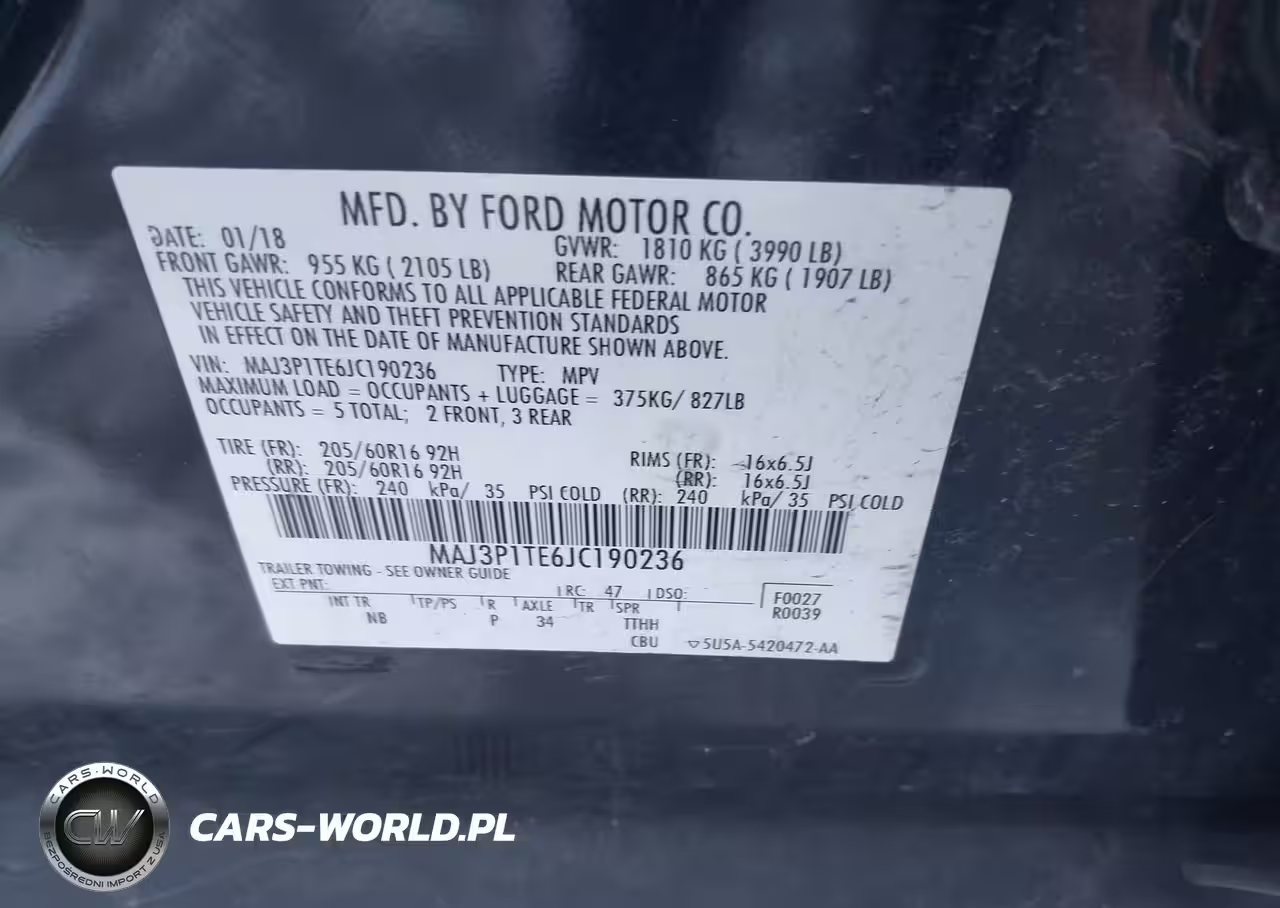 MFD. BY FORD MOTOR CO.
DATE: 01/18 GVWR: 1810 KG ( 3990 LB)
FRONT GAWR: 955 KG ( 2105 LB) REAR GAWR: 865 KG ( 1907 LB)
THIS VEHICLE CONFORMS TO ALL APPLICABLE FEDERAL MOTOR
VEHICLE SAFETY AND THEFT PREVENTION STANDARDS
IN EFFECT ON THE DATE OF MANUFACTURE SHOWN ABOVE.
VIN: MAJ3P1TE6JC190236 TYPE: MPV
MAXIMUM LOAD = OCCUPANTS + LUGGAGE = 375KG/ 827LB
OCCUPANTS = 5 TOTAL; 2 FRONT, 3 REAR
TIRE (FR): 205/60R16 92H RIMS (FR): 16x6.5J
(RR): 205/60R16 92H (RR): 16x6.5J
PRESSURE (FR): 240 kPa/ 35 PSI COLD (RR): 240 kPa/ 35 PSI COLD
MAJ3P1TE6JC190236
TRAILER TOWING - SEE OWNER GUIDE
EXT PNT: RC: 47 DSO: F0027
INT TR TP/PS R AXLE TR SPR R0039
NB P 34 TTHH
CBU 5U5A-5420472-AA
CARS-WORLD
CW
BEZPOŚREDNI IMPORT Z USA
CARS-WORLD.PL